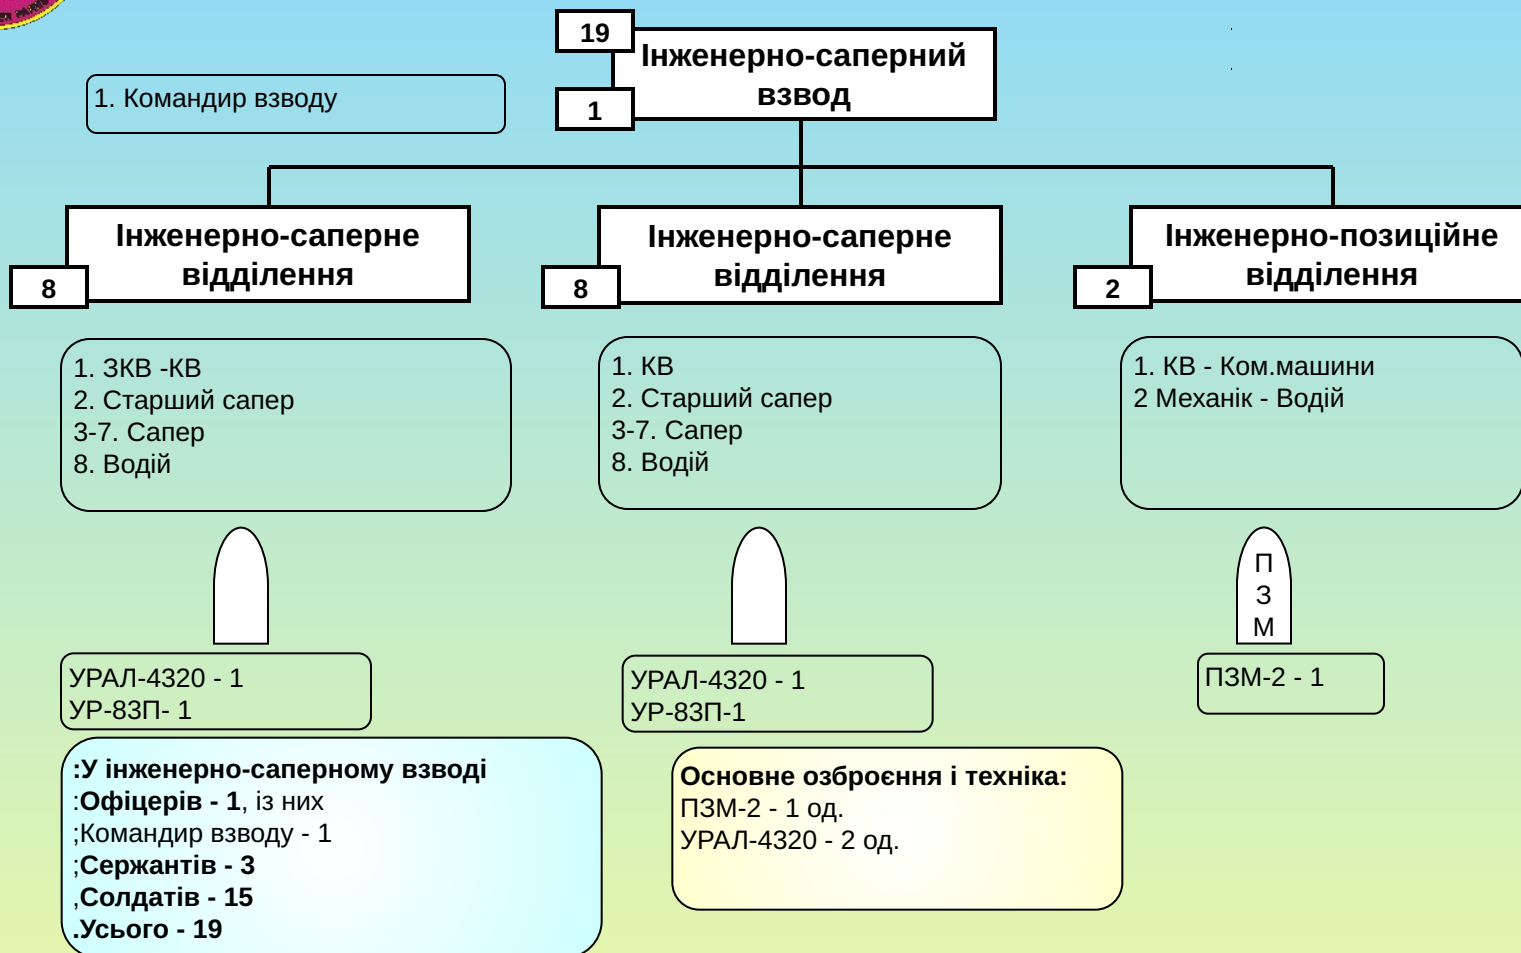 19
Інженерно-саперний
взвод
1
1. Командир взводу
Інженерно-саперне
відділення
8
Інженерно-саперне
відділення
8
Інженерно-позиційне
відділення
2
1. ЗКВ -КВ
2. Старший сапер
3-7. Сапер
8. Водій
1. КВ
2. Старший сапер
3-7. Сапер
8. Водій
1. КВ - Ком.машини
2 Механік - Водій
П
З
М
УРАЛ-4320 - 1
УР-83П- 1
УРАЛ-4320 - 1
УР-83П-1
ПЗМ-2 - 1
:У інженерно-саперному взводі
:Офіцерів - 1, із них
;Командир взводу - 1
;Сержантів - 3
,Солдатів - 15
.Усього - 19
Основне озброєння і техніка:
ПЗМ-2 - 1 од.
УРАЛ-4320 - 2 од.